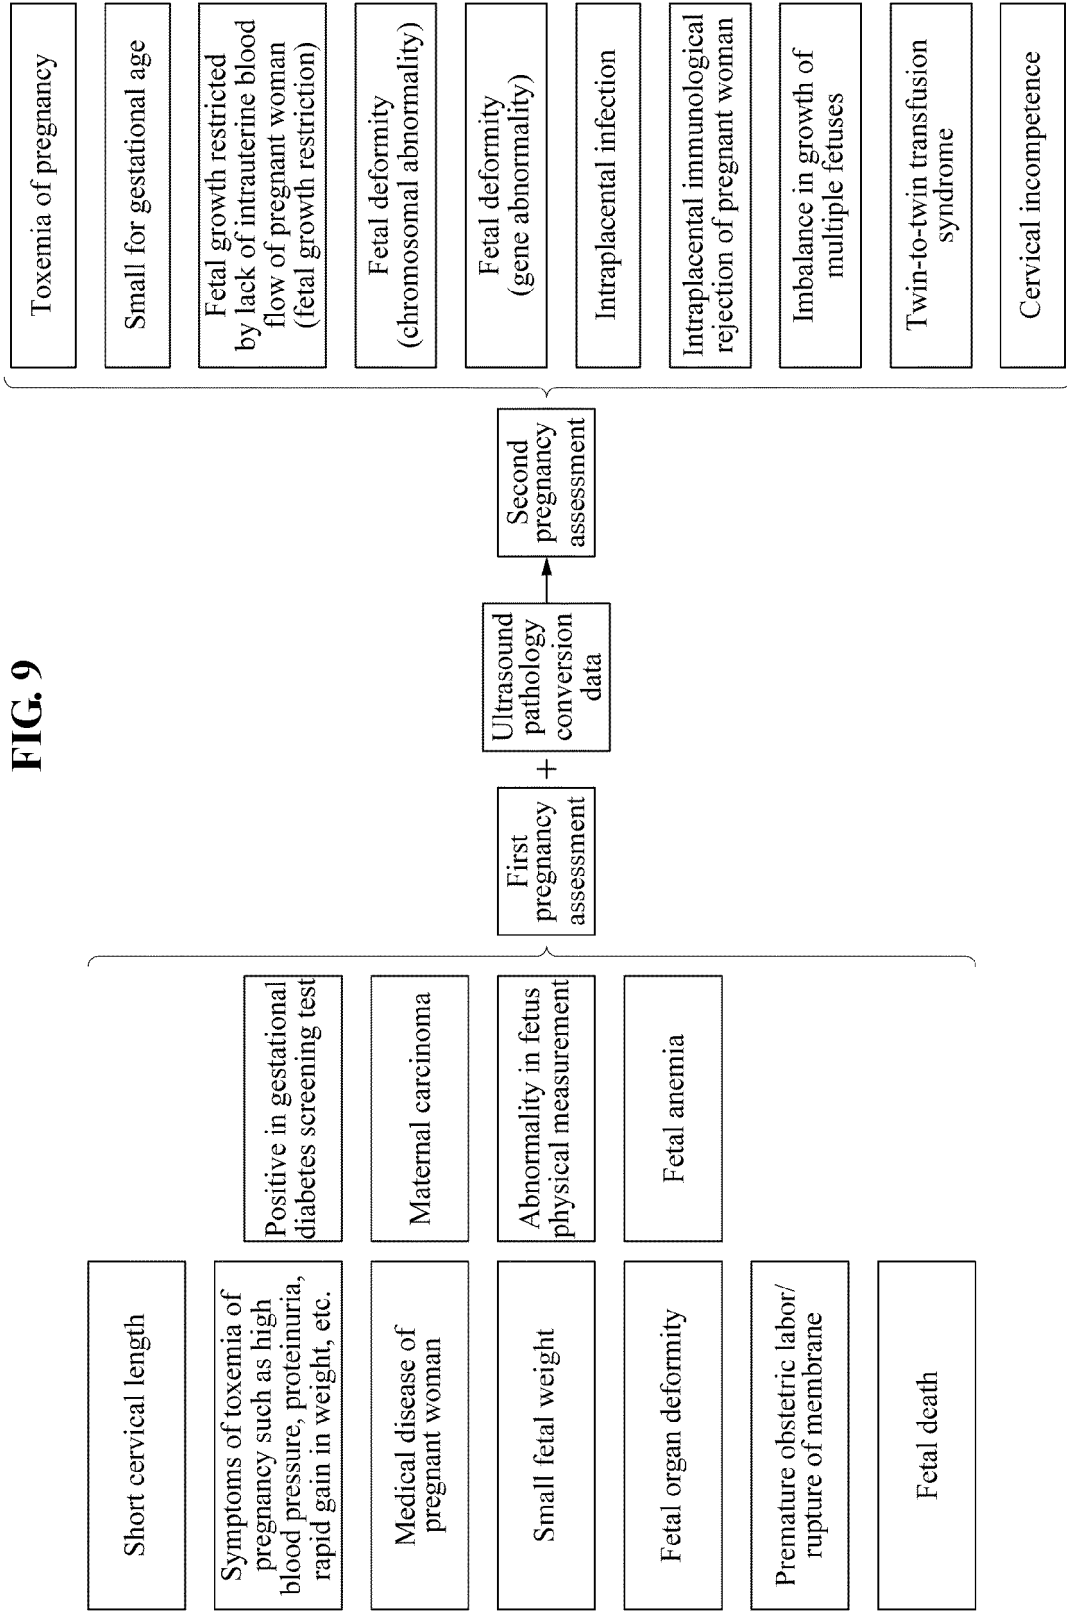 FIG. 9
Short cervical length
Symptoms of toxemia of
pregnancy such as high
blood pressure, proteinuria,
rapid gain in weight, etc.
Medical disease of
pregnant woman
Small fetal weight
Fetal organ deformity
Premature obstetric labor/
rupture of membrane
Fetal death
Positive in gestational
diabetes screening test
Maternal carcinoma
Abnormality in fetus
physical measurement
Fetal anemia
First
pregnancy
assessment
+
Ultrasound
pathology
conversion
data
Second
pregnancy
assessment
Toxemia of pregnancy
Small for gestational age
Fetal growth restricted
by lack of intrauterine blood
flow of pregnant woman
(fetal growth restriction)
Fetal deformity
(chromosomal abnormality)
Fetal deformity
(gene abnormality)
Intraplacental infection
Intraplacental immunological
rejection of pregnant woman
Imbalance in growth of
multiple fetuses
Twin-to-twin transfusion
syndrome
Cervical incompetence